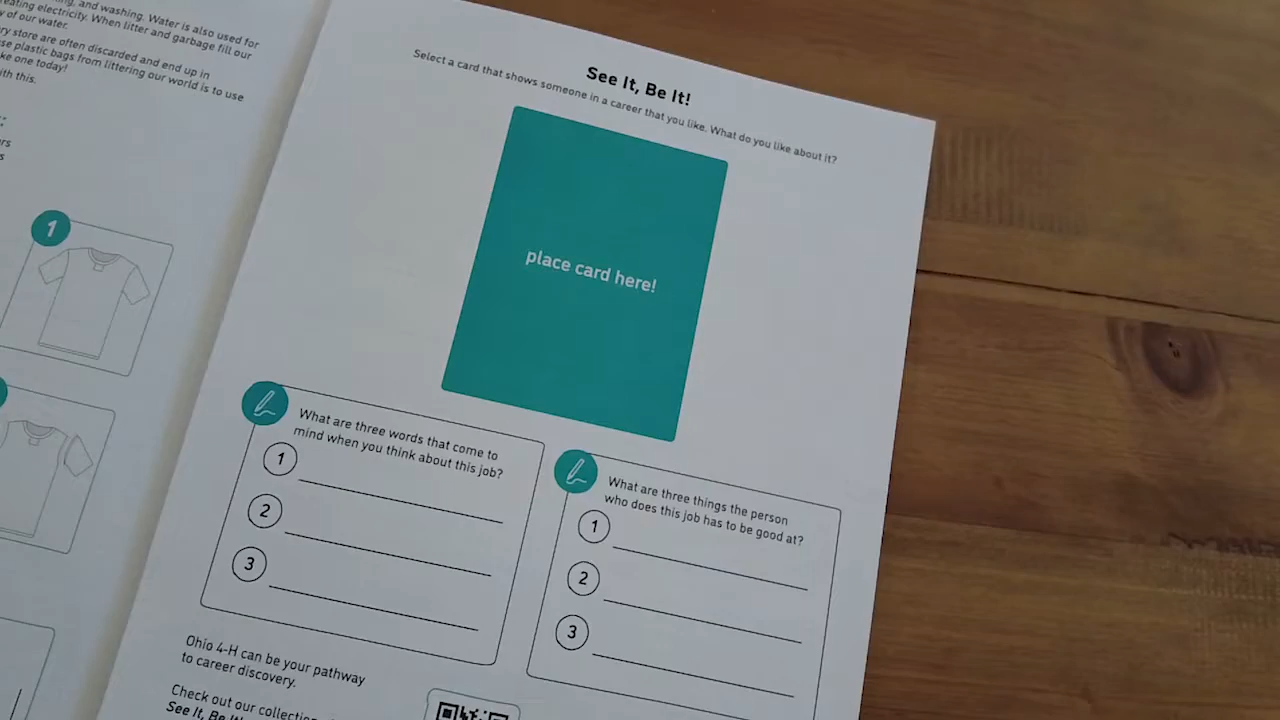 ing, and washing. Water is also used for
eating electricity. When litter and garbage fill our
y of our water.
ry store are often discarded and end up in
se plastic bags from littering our world is to use
ke one today!
ith this.
1
See It, Be It!
Select a card that shows someone in a career that you like. What do you like about it?
place card here!
What are three words that come to
mind when you think about this job?
1
2
3
What are three things the person
who does this job has to be good at?
1
2
3
Ohio 4-H can be your pathway
to career discovery.
Check out our collection
See It, Be It!